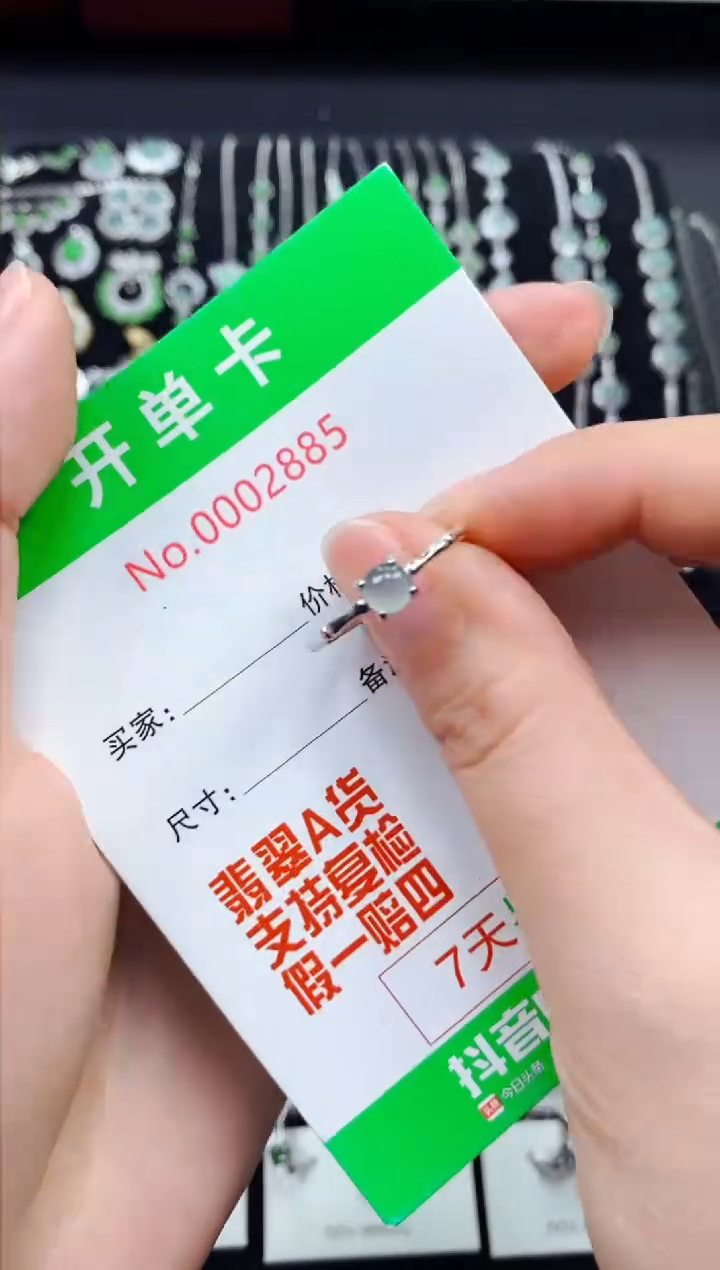 开单卡
No.0002885
买家： 价
尺寸： 备
翡翠A货
支持复检
假一赔四
7天
抖音
今日头条